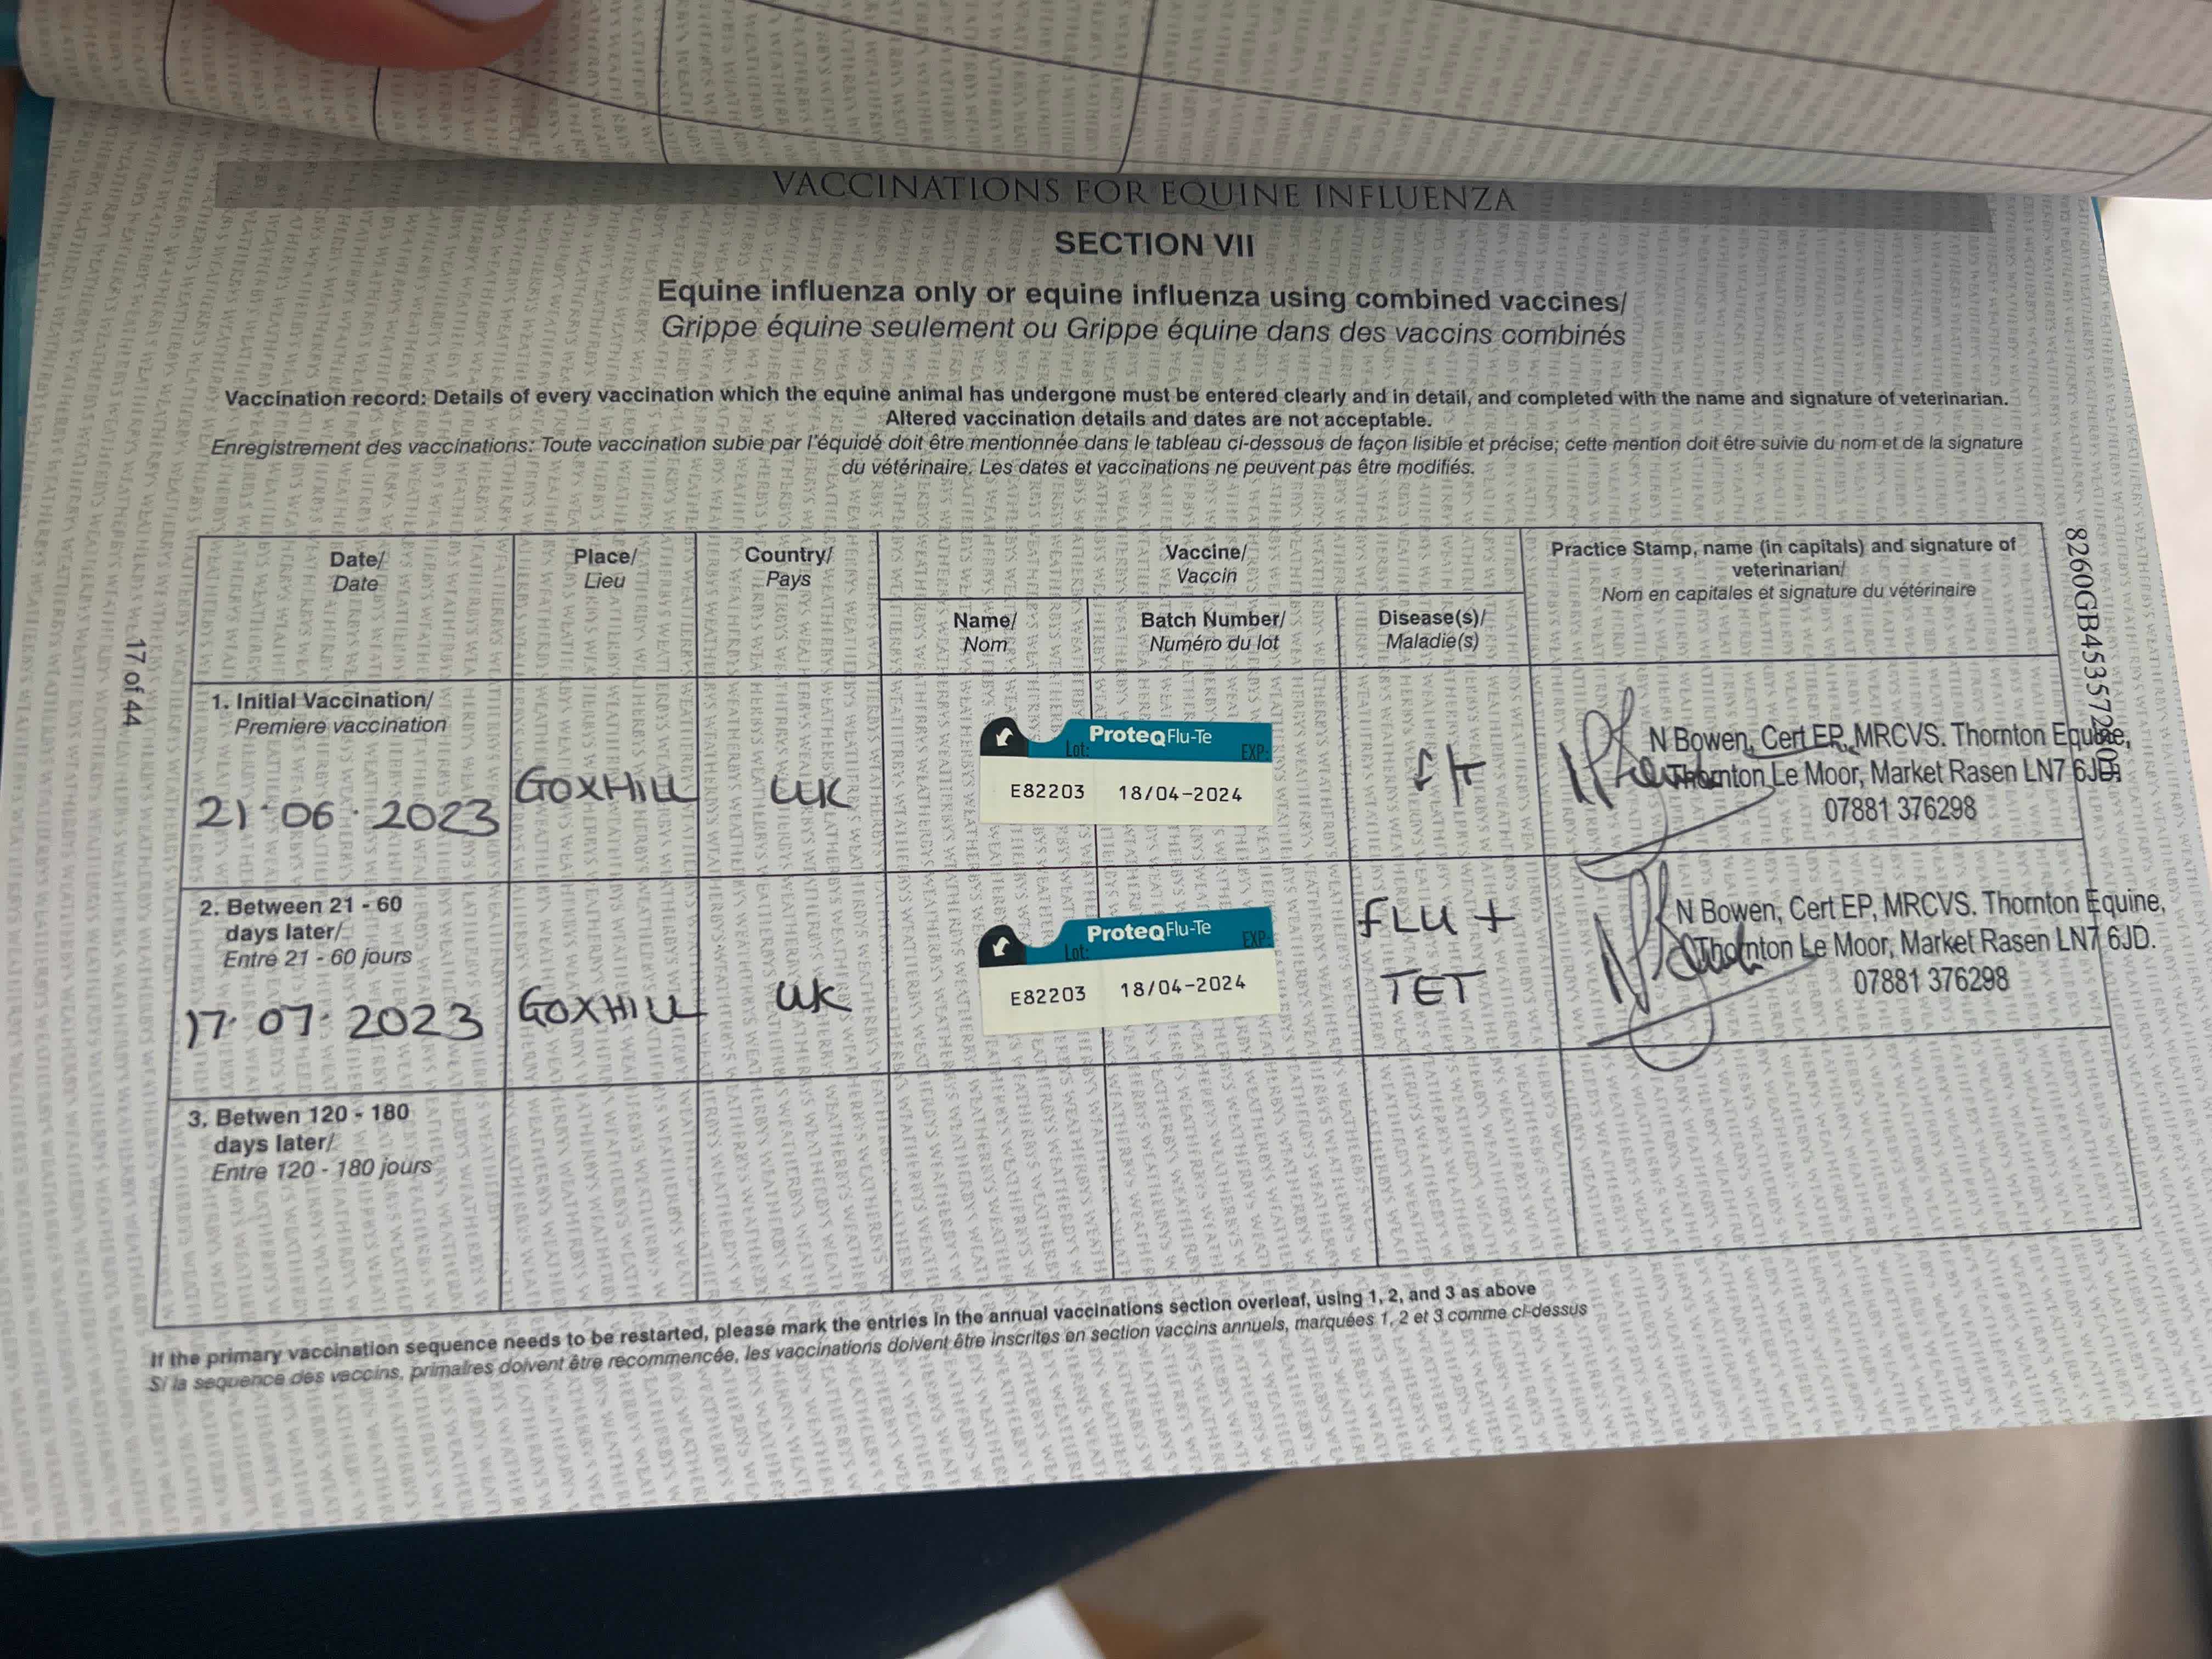 VACCINATIONS FOR EQUINE INFLUENZA
SECTION VII
Equine influenza only or equine influenza using combined vaccines/
Grippe équine seulement ou Grippe équine dans des vaccins combinés
Vaccination record: Details of every vaccination which the equine animal has undergone must be entered clearly and in detail, and completed with the name and signature of veterinarian.
Altered vaccination details and dates are not acceptable.
Enregistrement des vaccinations: Toute vaccination subie par l'équidé doit être mentionnée dans le tableau ci-dessous de façon lisible et précise; cette mention doit être suivie du nom et de la signature
du vétérinaire. Les dates et vaccinations ne peuvent pas être modifiés.
Date/
Date
Place/
Lieu
Country/
Pays
Vaccine/
Vaccin
Name/
Nom
Batch Number/
Numéro du lot
Disease(s)/
Maladie(s)
Practice Stamp, name (in capitals) and signature of
veterinarian/
Nom en capitales et signature du vétérinaire
1. Initial Vaccination/
Premiere vaccination
21.06.2023
GOXHILL
UK
ProteqFlu-Te
Lot: EXP:
E82203 18/04-2024
N Bowen, Cert EP, MRCVS. Thornton Equine,
Thornton Le Moor, Market Rasen LN7 6JD.
07881 376298
2. Between 21 - 60
days later/
Entre 21 - 60 jours
17.07.2023
GOXHILL
UK
ProteqFlu-Te
Lot: EXP:
E82203 18/04-2024
FLU +
TET
N Bowen, Cert EP, MRCVS. Thornton Equine,
Thornton Le Moor, Market Rasen LN7 6JD.
07881 376298
3. Betwen 120 - 180
days later/
Entre 120 - 180 jours
If the primary vaccination sequence needs to be restarted, please mark the entries in the annual vaccinations section overleaf, using 1, 2, and 3 as above
Si la sequence des vaccins, primaires doivent être recommencée, les vaccinations doivent être inscrites en section vaccins annuels, marquées 1, 2 et 3 comme ci-dessus
17 of 44